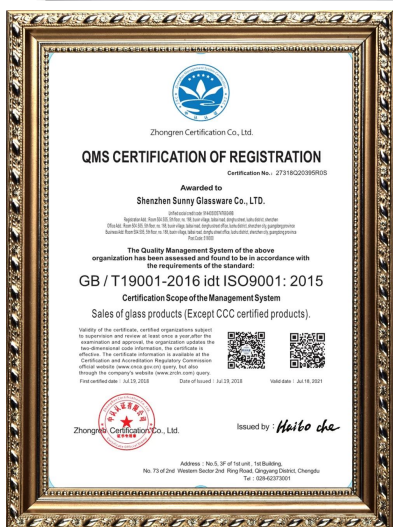 Zhongren Certification Co., Ltd.
QMS CERTIFICATION OF REGISTRATION
Certification No.: 27318Q20395R0S
Awarded to
Shenzhen Sunny Glassware Co., LTD.
The Quality Management System of the above
organization has been assessed and found to be in accordance with
the requirements of the standard:
GB / T19001-2016 idt ISO9001: 2015
Certification Scope of the Management System
Sales of glass products (Except CCC certified products).
Validity of the certificate, certified organizations subject
to supervision and review at least once a year,after the
examination and approval, the organization updates the
two-dimensional code information, the certificate is
effective. The certificate information is available at the
Certification and Accreditation Regulatory Commission
official website (www.cnca.gov.cn) query, but also
through the company's website (www.zrcln.com) query!
First certified date : Jul.19, 2018 Date of Issued : Jul.19, 2018 Valid date : Jul.18, 2021
Zhongren Certification Co., Ltd.
Issued by : Haibo che
Address : No.5, 3F of 1st unit , 1st Building,
No. 73 of 2nd Western Sector 2nd Ring Road, Qingyang District, Chengdu
Tel : 028-62373001